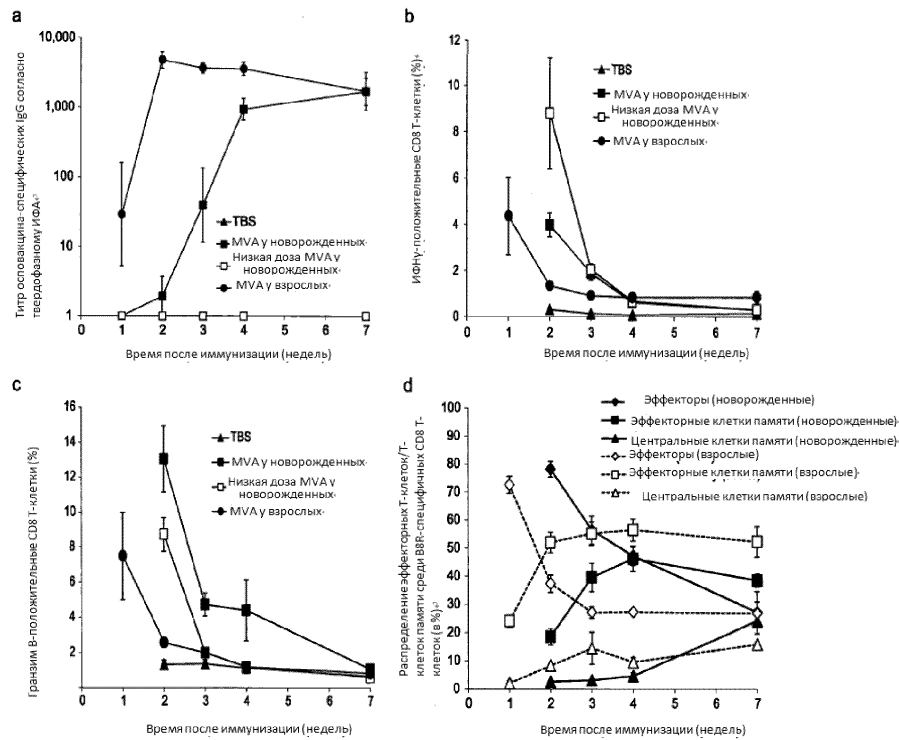 a
Титр осповакцина-специфических IgG согласно
твердофазному ИФА
10,000
1,000
100
10
1
TBS
MVA у новорожденных
Низкая доза MVA у
новорожденных
MVA у взрослых
1 2 3 4 5 6 7
Время после иммунизации (недель)
b
ИФНγ-положительные CD8 T-клетки (%)
12
10
8
6
4
2
0
TBS
MVA у новорожденных
Низкая доза MVA у
новорожденных
MVA у взрослых
0 1 2 3 4 5 6 7
Время после иммунизации (недель)
c
Гранзим В-положительные CD8 T-клетки (%)
16
14
12
10
8
6
4
2
TBS
MVA у новорожденных
Низкая доза MVA у
новорожденных
MVA у взрослых
0 1 2 3 4 5 6 7
Время после иммунизации (недель)
d
Распределение эффекторных Т-клеток/Т-
клеток памяти среди B8R-специфичных CD8 T-
клеток (в %)
100
90
80
70
60
50
40
30
20
10
0
Эффекторы (новорожденные)
Эффекторные клетки памяти (новорожденные)
Центральные клетки памяти (новорожденные)
Эффекторы (взрослые)
Эффекторные клетки памяти (взрослые)
Центральные клетки памяти (взрослые)
0 1 2 3 4 5 6 7
Время после иммунизации (недель)